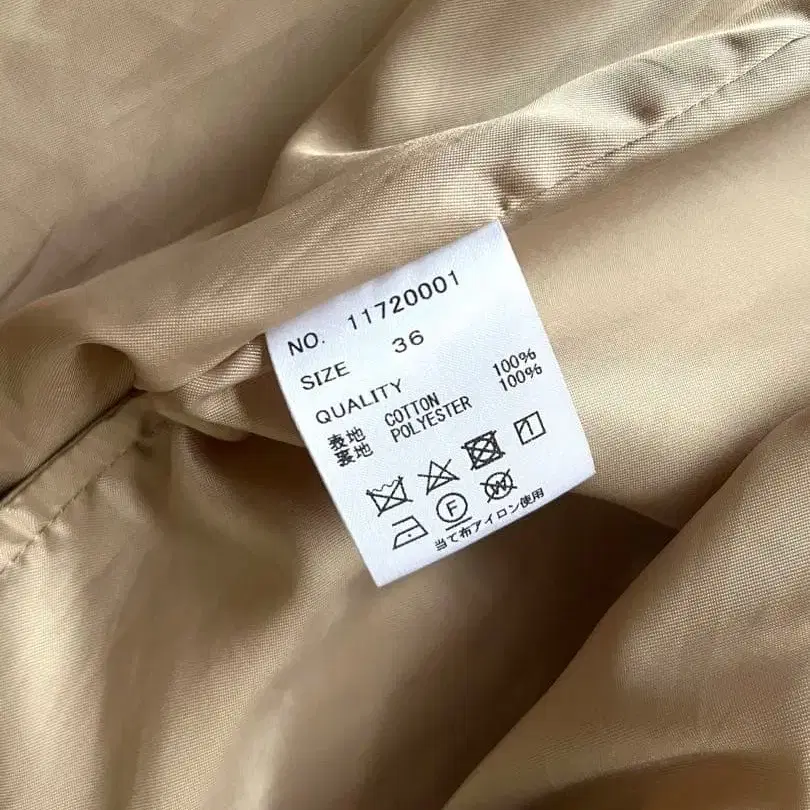 NO. 11720001
SIZE 36
QUALITY
表地 COTTON 100%
裏地 POLYESTER 100%
F W
当て布アイロン使用